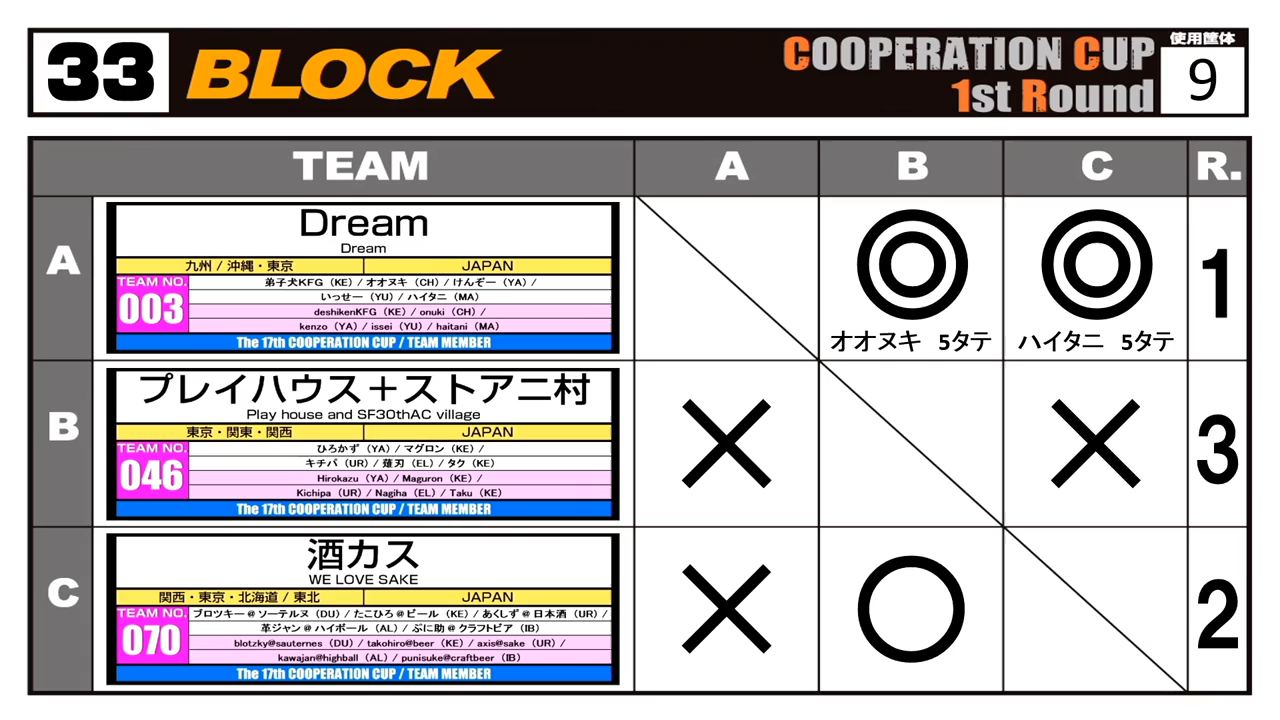 33 BLOCK
COOPERATION CUP
1st Round
使用筐体
9
TEAM A B C R.
A
Dream
Dream
九州 / 沖縄・東京 JAPAN
TEAM NO.
003
弟子犬KFG（KE）/ オオヌキ（CH）/ けんぞー（YA）/
いっせー（YU）/ ハイタニ（MA）
deshikenKFG（KE）/ onuki（CH）/
kenzo（YA）/ issei（YU）/ haitani（MA）
The 17th COOPERATION CUP / TEAM MEMBER
◎ ◎
オオヌキ 5タテ ハイタニ 5タテ
1
B
プレイハウス＋ストアニ村
Play house and SF30thAC village
東京・関東・関西 JAPAN
TEAM NO.
046
ひろかず（YA）/ マグロン（KE）/
キチパ（UR）/ 薙刃（EL）/ タク（KE）
Hirokazu（YA）/ Maguron（KE）/
Kichipa（UR）/ Nagiha（EL）/ Taku（KE）
The 17th COOPERATION CUP / TEAM MEMBER
× ×
3
C
酒カス
WE LOVE SAKE
関西・東京・北海道 / 東北 JAPAN
TEAM NO.
070
ブロツキー@ソーテルヌ（DU）/ たこひろ@ビール（KE）/ あくしず@日本酒（UR）/
革ジャン@ハイボール（AL）/ ぷに助@クラフトビア（IB）
blotzky@sauternes（DU）/ takohiro@beer（KE）/ axis@sake（UR）/
kawajan@highball（AL）/ punisuke@craftbeer（IB）
The 17th COOPERATION CUP / TEAM MEMBER
× ○
2